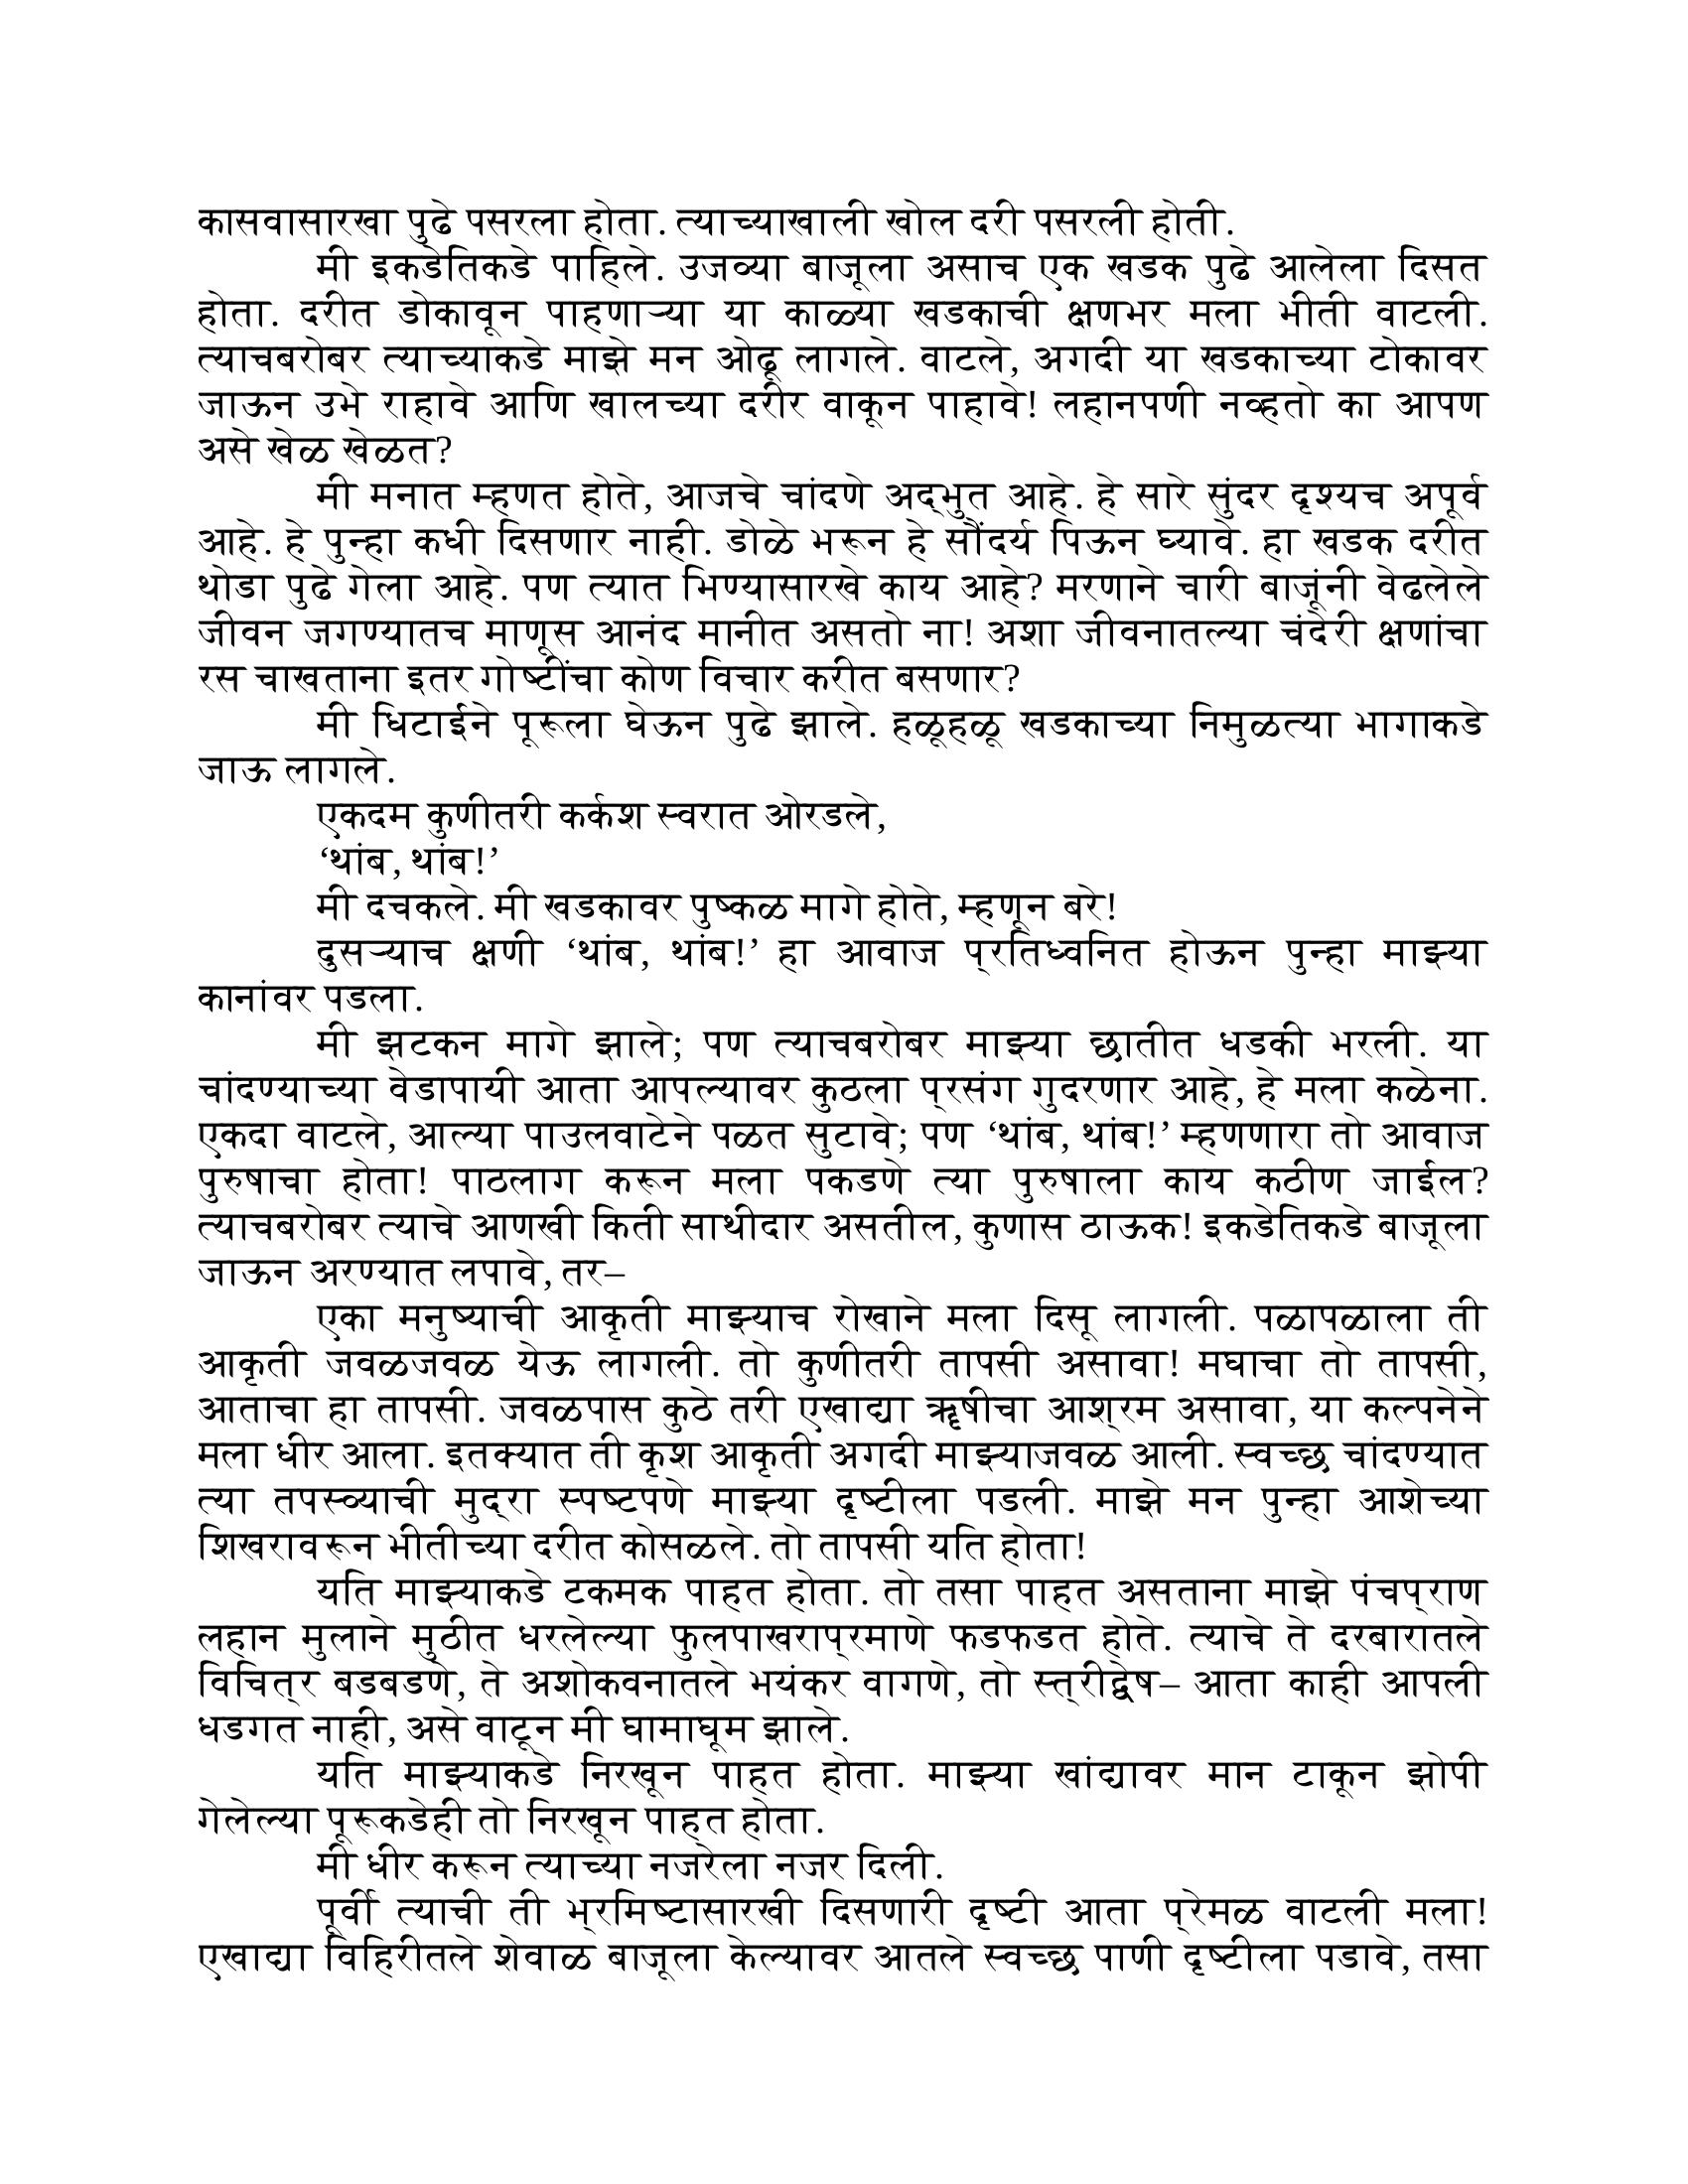 कासवासारखा पुढे पसरला होता. त्याच्याखाली खोल दरी पसरली होती.
मी इकडेतिकडे पाहिले. उजव्या बाजूला असाच एक खडक पुढे आलेला दिसत
होता. दरीत डोकावून पाहणाऱ्या या काळ्या खडकाची क्षणभर मला भीती वाटली.
त्याचबरोबर त्याच्याकडे माझे मन ओढू लागले. वाटले, अगदी या खडकाच्या टोकावर
जाऊन उभे राहावे आणि खालच्या दरीर वाकून पाहावे! लहानपणी नव्हतो का आपण
असे खेळ खेळत?
मी मनात म्हणत होते, आजचे चांदणे अद्‌भुत आहे. हे सारे सुंदर दृश्यच अपूर्व
आहे. हे पुन्हा कधी दिसणार नाही. डोळे भरून हे सौंदर्य पिऊन घ्यावे. हा खडक दरीत
थोडा पुढे गेला आहे. पण त्यात भिण्यासारखे काय आहे? मरणाने चारी बाजूंनी वेढलेले
जीवन जगण्यातच माणूस आनंद मानीत असतो ना! अशा जीवनातल्या चंदेरी क्षणांचा
रस चाखताना इतर गोष्टींचा कोण विचार करीत बसणार?
मी धिटाईने पूरूला घेऊन पुढे झाले. हळूहळू खडकाच्या निमुळत्या भागाकडे
जाऊ लागले.
एकदम कुणीतरी कर्कश स्वरात ओरडले,
‘थांब, थांब!’
मी दचकले. मी खडकावर पुष्कळ मागे होते, म्हणून बरे!
दुसऱ्याच क्षणी ‘थांब, थांब!’ हा आवाज प्रतिध्वनित होऊन पुन्हा माझ्या
कानांवर पडला.
मी झटकन मागे झाले; पण त्याचबरोबर माझ्या छातीत धडकी भरली. या
चांदण्याच्या वेडापायी आता आपल्यावर कुठला प्रसंग गुदरणार आहे, हे मला कळेना.
एकदा वाटले, आल्या पाउलवाटेने पळत सुटावे; पण ‘थांब, थांब!’ म्हणणारा तो आवाज
पुरुषाचा होता! पाठलाग करून मला पकडणे त्या पुरुषाला काय कठीण जाईल?
त्याचबरोबर त्याचे आणखी किती साथीदार असतील, कुणास ठाऊक! इकडेतिकडे बाजूला
जाऊन अरण्यात लपावे, तर–
एका मनुष्याची आकृती माझ्याच रोखाने मला दिसू लागली. पळापळाला ती
आकृती जवळजवळ येऊ लागली. तो कुणीतरी तापसी असावा! मघाचा तो तापसी,
आताचा हा तापसी. जवळपास कुठे तरी एखाद्या ॠषीचा आश्रम असावा, या कल्पनेने
मला धीर आला. इतक्यात ती कृश आकृती अगदी माझ्याजवळ आली. स्वच्छ चांदण्यात
त्या तपस्व्याची मुद्रा स्पष्टपणे माझ्या दृष्टीला पडली. माझे मन पुन्हा आशेच्या
शिखरावरून भीतीच्या दरीत कोसळले. तो तापसी यति होता!
यति माझ्याकडे टकमक पाहत होता. तो तसा पाहत असताना माझे पंचप्राण
लहान मुलाने मुठीत धरलेल्या फुलपाखराप्रमाणे फडफडत होते. त्याचे ते दरबारातले
विचित्र बडबडणे, ते अशोकवनातले भयंकर वागणे, तो स्त्रीद्वेष– आता काही आपली
धडगत नाही, असे वाटून मी घामाघूम झाले.
यति माझ्याकडे निरखून पाहत होता. माझ्या खांद्यावर मान टाकून झोपी
गेलेल्या पूरूकडेही तो निरखून पाहत होता.
मी धीर करून त्याच्या नजरेला नजर दिली.
पूर्वी त्याची ती भ्रमिष्टासारखी दिसणारी दृष्टी आता प्रेमळ वाटली मला!
एखाद्या विहिरीतले शेवाळ बाजूला केल्यावर आतले स्वच्छ पाणी दृष्टीला पडावे, तसा